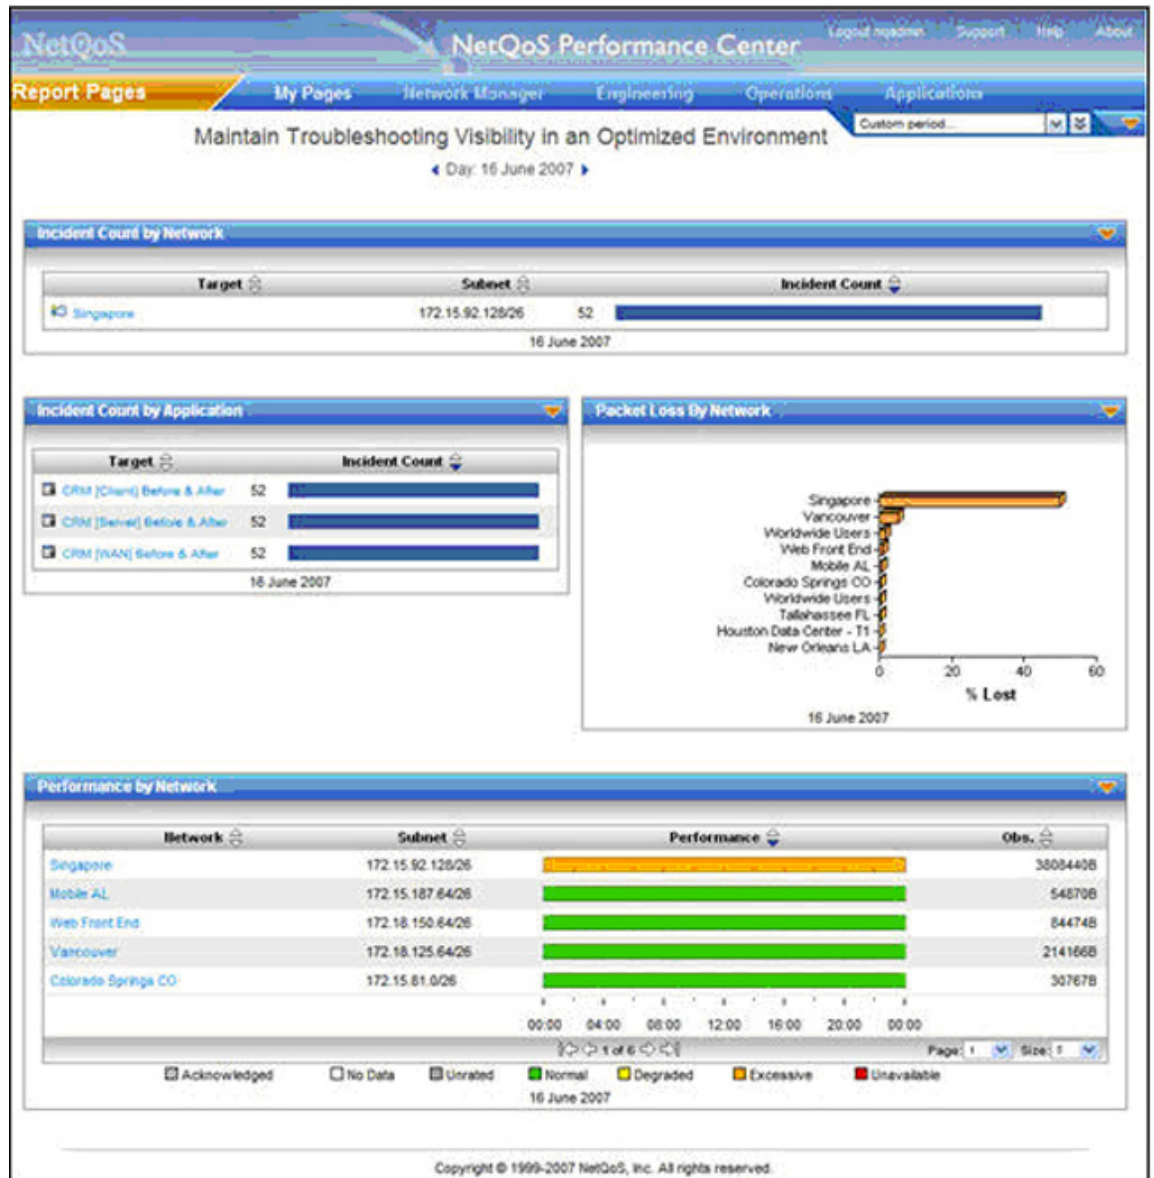 NetQoS
NetQoS Performance Center
Logout nqadmin Support Help About
Report Pages My Pages Network Manager Engineering Operations Applications
Custom period...
Maintain Troubleshooting Visibility in an Optimized Environment
Day: 16 June 2007
Incident Count by Network
Target Subnet Incident Count
Singapore 172.15.92.128/26 52
16 June 2007
Incident Count by Application
Target Incident Count
CRM [Client] Before & After 52
CRM [Server] Before & After 52
CRM [WAN] Before & After 52
16 June 2007
Packet Loss By Network
Singapore
Vancouver
Worldwide Users
Web Front End
Mobile AL
Colorado Springs CO
Worldwide Users
Tallahassee FL
Houston Data Center - T1
New Orleans LA
0 20 40 60
% Lost
16 June 2007
Performance by Network
Network Subnet Performance Obs.
Singapore 172.15.92.128/26 3808440B
Mobile AL 172.15.187.64/26 54870B
Web Front End 172.18.150.64/26 84474B
Vancouver 172.18.125.64/26 214166B
Colorado Springs CO 172.15.81.0/26 30767B
00:00 04:00 08:00 12:00 16:00 20:00 00:00
1 of 6 Page: 1 Size: 5
Acknowledged No Data Unrated Normal Degraded Excessive Unavailable
16 June 2007
Copyright © 1999-2007 NetQoS, Inc. All rights reserved.